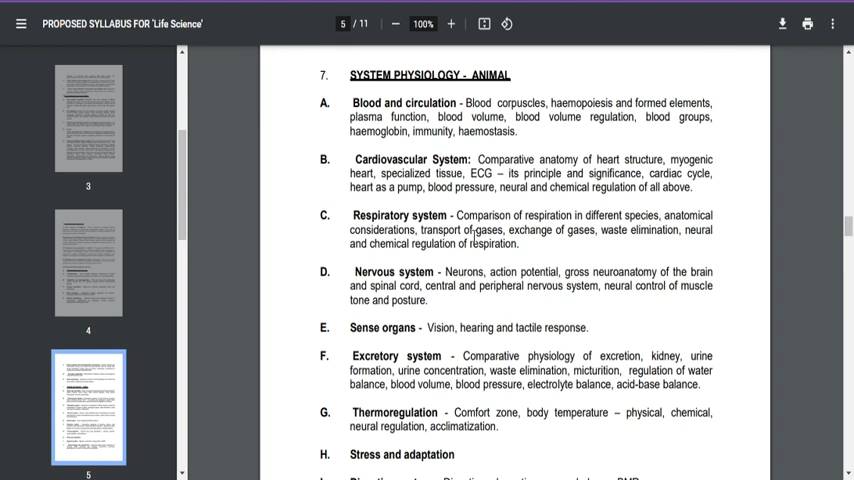 PROPOSED SYLLABUS FOR 'Life Science'
5 / 11
100%
7. SYSTEM PHYSIOLOGY - ANIMAL
A. Blood and circulation - Blood corpuscles, haemopoiesis and formed elements,
plasma function, blood volume, blood volume regulation, blood groups,
haemoglobin, immunity, haemostasis.
B. Cardiovascular System: Comparative anatomy of heart structure, myogenic
heart, specialized tissue, ECG – its principle and significance, cardiac cycle,
heart as a pump, blood pressure, neural and chemical regulation of all above.
C. Respiratory system - Comparison of respiration in different species, anatomical
considerations, transport of gases, exchange of gases, waste elimination, neural
and chemical regulation of respiration.
D. Nervous system - Neurons, action potential, gross neuroanatomy of the brain
and spinal cord, central and peripheral nervous system, neural control of muscle
tone and posture.
E. Sense organs - Vision, hearing and tactile response.
F. Excretory system - Comparative physiology of excretion, kidney, urine
formation, urine concentration, waste elimination, micturition, regulation of water
balance, blood volume, blood pressure, electrolyte balance, acid-base balance.
G. Thermoregulation - Comfort zone, body temperature – physical, chemical,
neural regulation, acclimatization.
H. Stress and adaptation
3
4
5